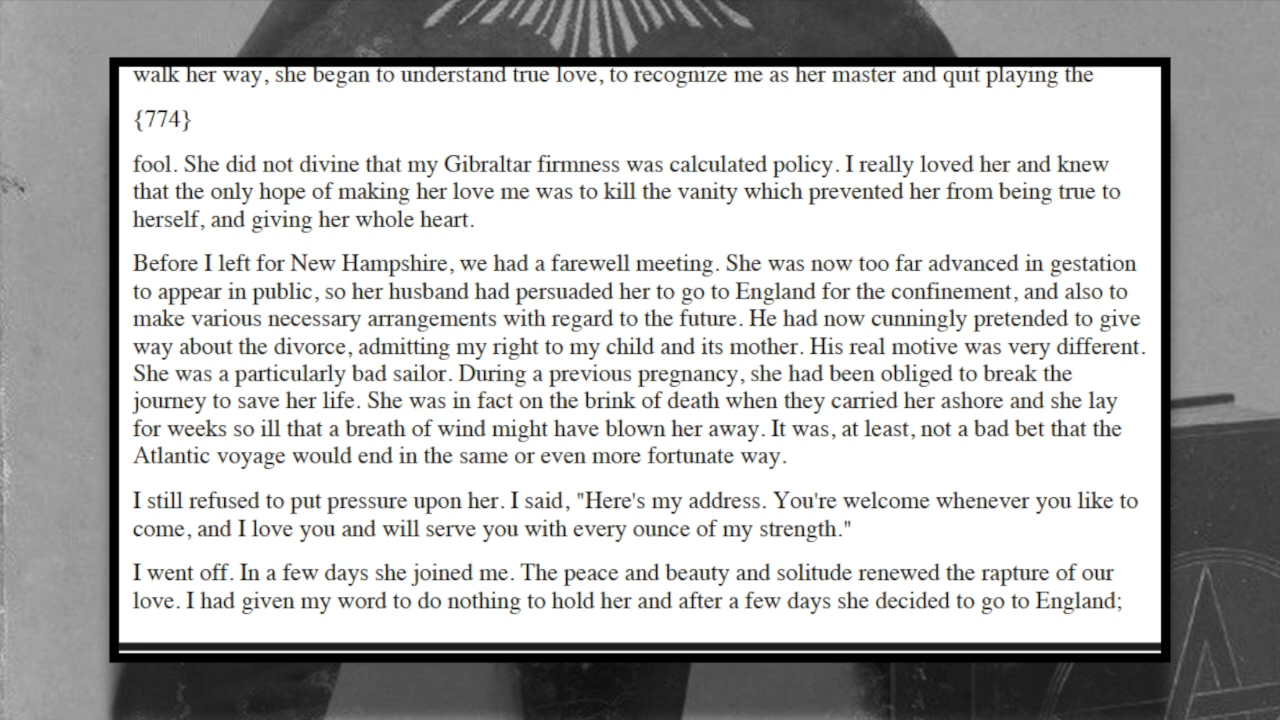 walk her way, she began to understand true love, to recognize me as her master and quit playing the
{774}
fool. She did not divine that my Gibraltar firmness was calculated policy. I really loved her and knew
that the only hope of making her love me was to kill the vanity which prevented her from being true to
herself, and giving her whole heart.
Before I left for New Hampshire, we had a farewell meeting. She was now too far advanced in gestation
to appear in public, so her husband had persuaded her to go to England for the confinement, and also to
make various necessary arrangements with regard to the future. He had now cunningly pretended to give
way about the divorce, admitting my right to my child and its mother. His real motive was very different.
She was a particularly bad sailor. During a previous pregnancy, she had been obliged to break the
journey to save her life. She was in fact on the brink of death when they carried her ashore and she lay
for weeks so ill that a breath of wind might have blown her away. It was, at least, not a bad bet that the
Atlantic voyage would end in the same or even more fortunate way.
I still refused to put pressure upon her. I said, "Here's my address. You're welcome whenever you like to
come, and I love you and will serve you with every ounce of my strength."
I went off. In a few days she joined me. The peace and beauty and solitude renewed the rapture of our
love. I had given my word to do nothing to hold her and after a few days she decided to go to England;